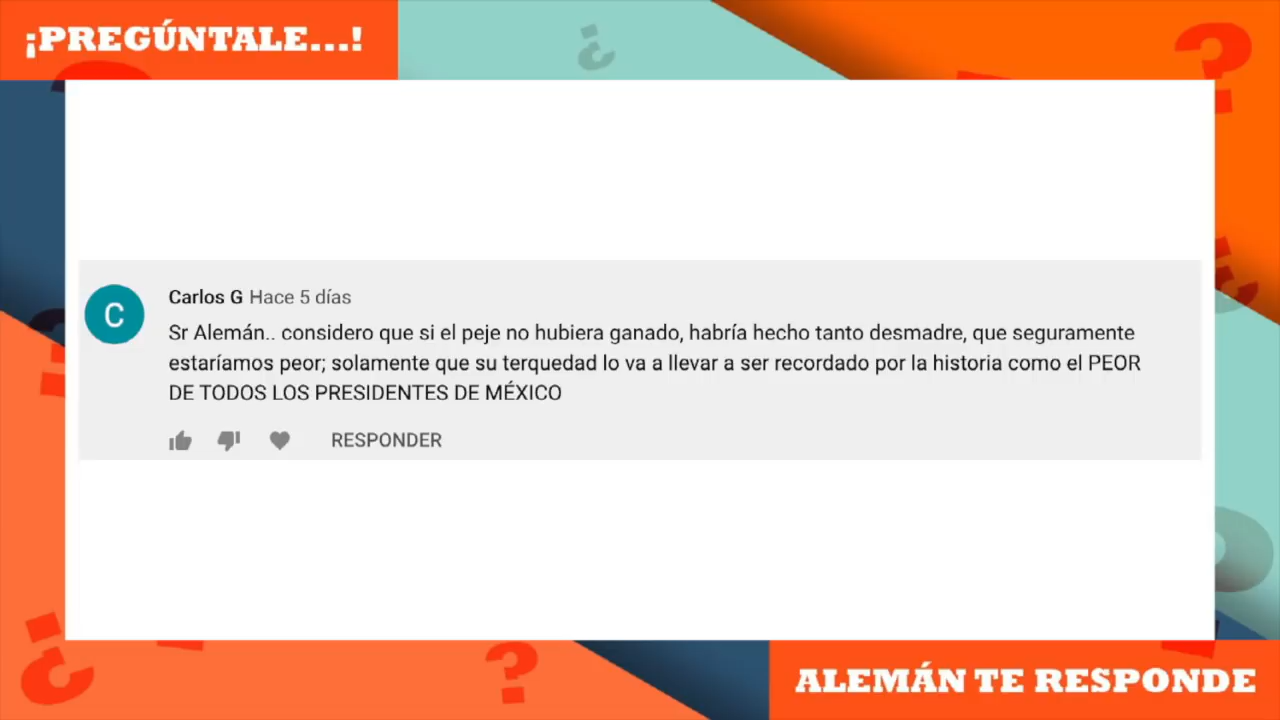 ¡PREGÚNTALE...!
C
Carlos G Hace 5 días
Sr Alemán.. considero que si el peje no hubiera ganado, habría hecho tanto desmadre, que seguramente
estaríamos peor; solamente que su terquedad lo va a llevar a ser recordado por la historia como el PEOR
DE TODOS LOS PRESIDENTES DE MÉXICO
RESPONDER
ALEMÁN TE RESPONDE